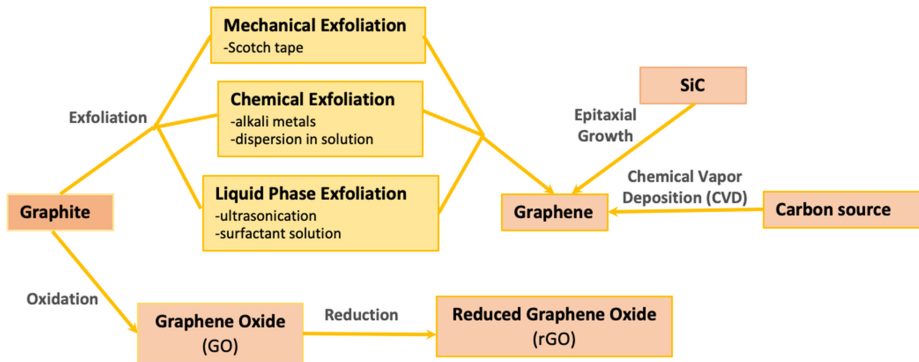 Mechanical Exfoliation
-Scotch tape
Exfoliation
Chemical Exfoliation
-alkali metals
-dispersion in solution
Liquid Phase Exfoliation
-ultrasonication
-surfactant solution
Graphite
SiC
Epitaxial
Growth
Chemical Vapor
Deposition (CVD)
Graphene
Carbon source
Oxidation
Graphene Oxide
(GO)
Reduction
Reduced Graphene Oxide
(rGO)